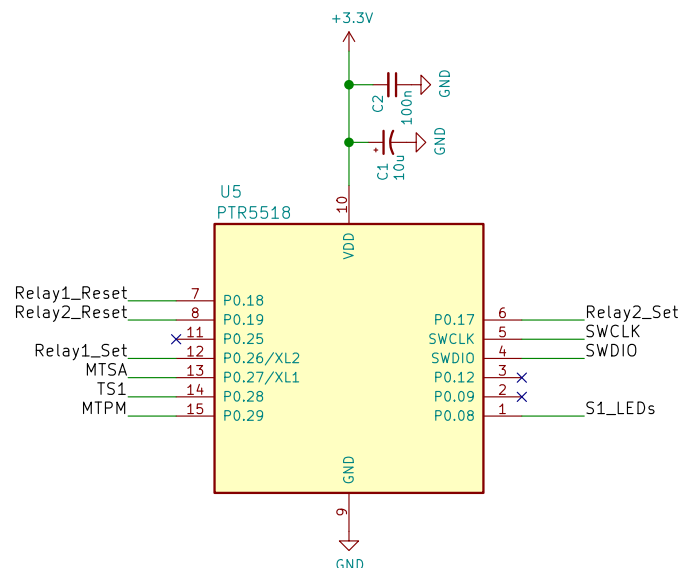 +3.3V
C2
100n
GND
C1
10u
GND
U5
PTR5518
10
VDD
Relay1_Reset 7 P0.18
Relay2_Reset 8 P0.19
P0.17 6 Relay2_Set
11 P0.25
SWCLK 5 SWCLK
Relay1_Set 12 P0.26/XL2
SWDIO 4 SWDIO
MTSA 13 P0.27/XL1
P0.12 3
TS1 14 P0.28
P0.09 2
MTPM 15 P0.29
P0.08 1 S1_LEDs
GND
9
GND